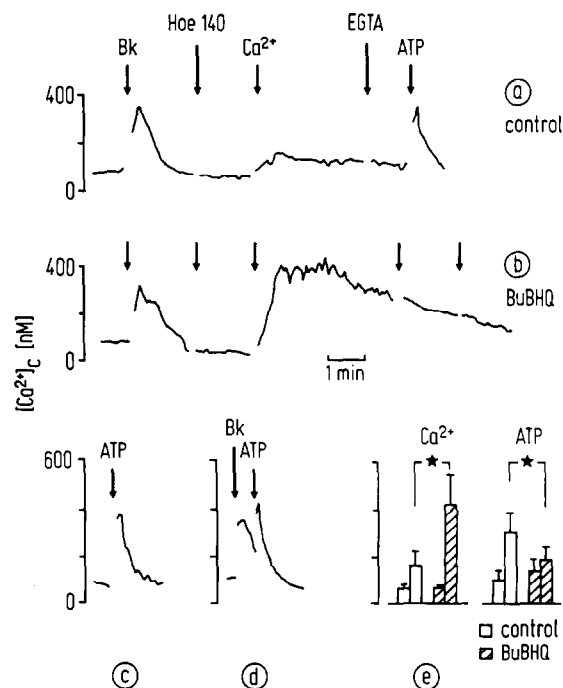 Hoe 140
EGTA
Bk
Ca²⁺
ATP
ⓐ
control
400
0
ⓑ
BuBHQ
400
0
[Ca²⁺]c [nM]
1 min
ATP
Bk
ATP
Ca²⁺
ATP
600
0
★
★
control
BuBHQ
ⓒ
ⓓ
ⓔ